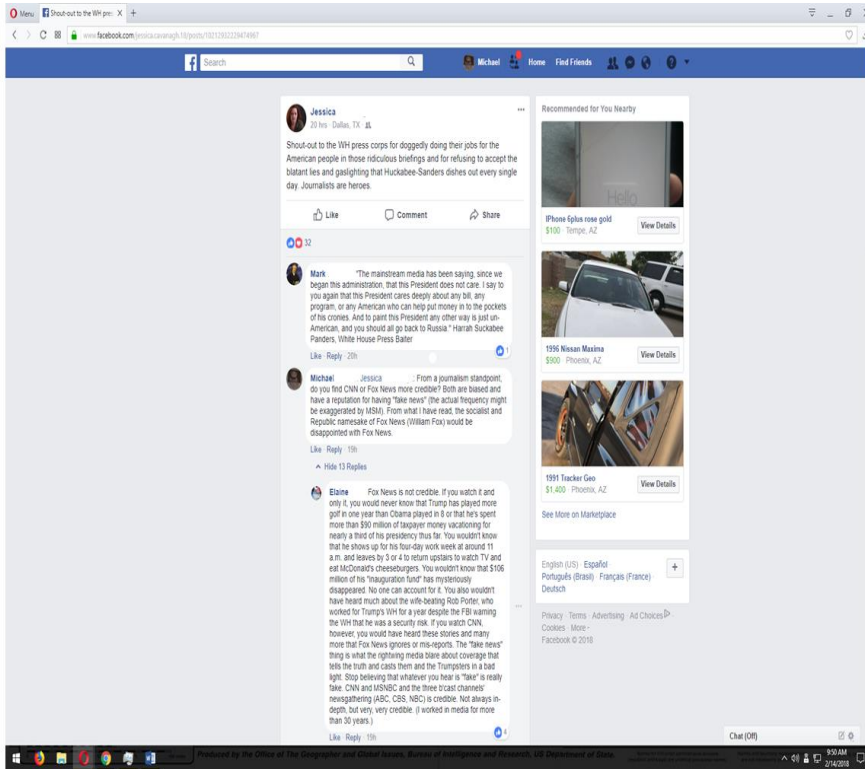 Menu
Shout-out to the WH pres
www.facebook.com/jessica.cavanagh.18/posts/
Search
Michael
Home
Find Friends
Jessica
20 hrs · Dallas, TX ·
Shout-out to the WH press corps for doggedly doing their jobs for the
American people in those ridiculous briefings and for refusing to accept the
blatant lies and gaslighting that Huckabee-Sanders dishes out every single
day. Journalists are heroes.
Like
Comment
Share
32
Mark "The mainstream media has been saying, since we
began this administration, that this President does not care. I say to
you again that this President cares deeply about any bill, any
program, or any American who can help put money in to the pockets
of his cronies. And to paint this President any other way is just un-
American, and you should all go back to Russia." Harrah Suckabee
Panders, White House Press Baiter
1
Like · Reply · 20h
Michael Jessica : From a journalism standpoint,
do you find CNN or Fox News more credible? Both are biased and
have a reputation for having "fake news" (the actual frequency might
be exaggerated by MSM). From what I have read, the socialist and
Republic namesake of Fox News (William Fox) would be
disappointed with Fox News.
Like · Reply · 19h
Hide 13 Replies
Elaine Fox News is not credible. If you watch it and
only it, you would never know that Trump has played more
golf in one year than Obama played in 8 or that he's spent
more than $90 million of taxpayer money vacationing for
nearly a third of his presidency thus far. You wouldn't know
that he shows up for his four-day work week at around 11
a.m. and leaves by 3 or 4 to return upstairs to watch TV and
eat McDonald's cheeseburgers. You wouldn't know that $106
million of his "inauguration fund" has mysteriously
disappeared. No one can account for it. You also wouldn't
have heard much about the wife-beating Rob Porter, who
worked for Trump's WH for a year despite the FBI warning
the WH that he was a security risk. If you watch CNN,
however, you would have heard these stories and many
more that Fox News ignores or mis-reports. The "fake news"
thing is what the rightwing media blare about coverage that
tells the truth and casts them and the Trumpsters in a bad
light. Stop believing that whatever you hear is "fake" is really
fake. CNN and MSNBC and the three b'cast channels'
newsgathering (ABC, CBS, NBC) is credible. Not always in-
depth, but very, very credible. (I worked in media for more
than 30 years.)
4
Like · Reply · 19h
Recommended for You Nearby
Hello
IPhone 6plus rose gold
$100 · Tempe, AZ
View Details
1996 Nissan Maxima
$900 · Phoenix, AZ
View Details
1991 Tracker Geo
$1,400 · Phoenix, AZ
View Details
See More on Marketplace
English (US) · Español
Português (Brasil) · Français (France) ·
Deutsch
Privacy · Terms · Advertising · Ad Choices ·
Cookies · More
Facebook © 2018
Chat (Off)
Produced by the Office of The Geographer and Global Issues, Bureau of Intelligence and Research, US Department of State
9:50 AM
2/14/2018